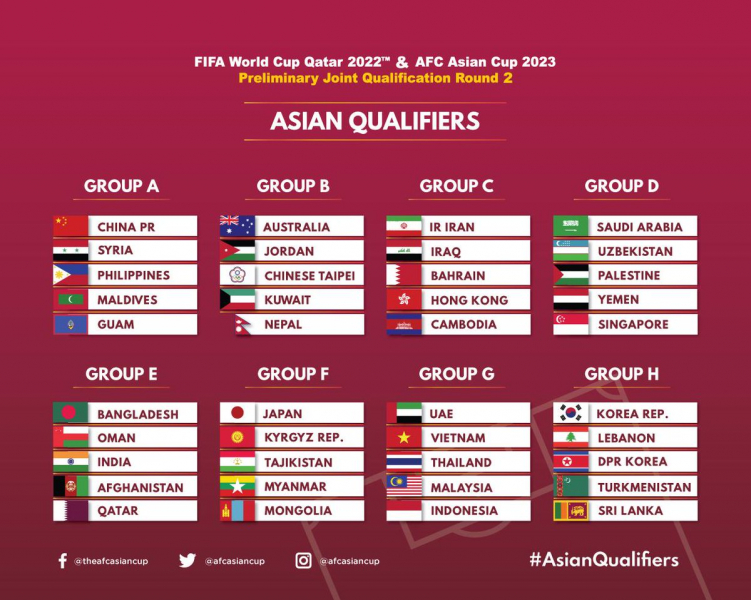 FIFA World Cup Qatar 2022™ & AFC Asian Cup 2023
Preliminary Joint Qualification Round 2
ASIAN QUALIFIERS
GROUP A
CHINA PR
SYRIA
PHILIPPINES
MALDIVES
GUAM
GROUP B
AUSTRALIA
JORDAN
CHINESE TAIPEI
KUWAIT
NEPAL
GROUP C
IR IRAN
IRAQ
BAHRAIN
HONG KONG
CAMBODIA
GROUP D
SAUDI ARABIA
UZBEKISTAN
PALESTINE
YEMEN
SINGAPORE
GROUP E
BANGLADESH
OMAN
INDIA
AFGHANISTAN
QATAR
GROUP F
JAPAN
KYRGYZ REP.
TAJIKISTAN
MYANMAR
MONGOLIA
GROUP G
UAE
VIETNAM
THAILAND
MALAYSIA
INDONESIA
GROUP H
KOREA REP.
LEBANON
DPR KOREA
TURKMENISTAN
SRI LANKA
@theafcasiancup
@afcasiancup
@afcasiancup
#AsianQualifiers